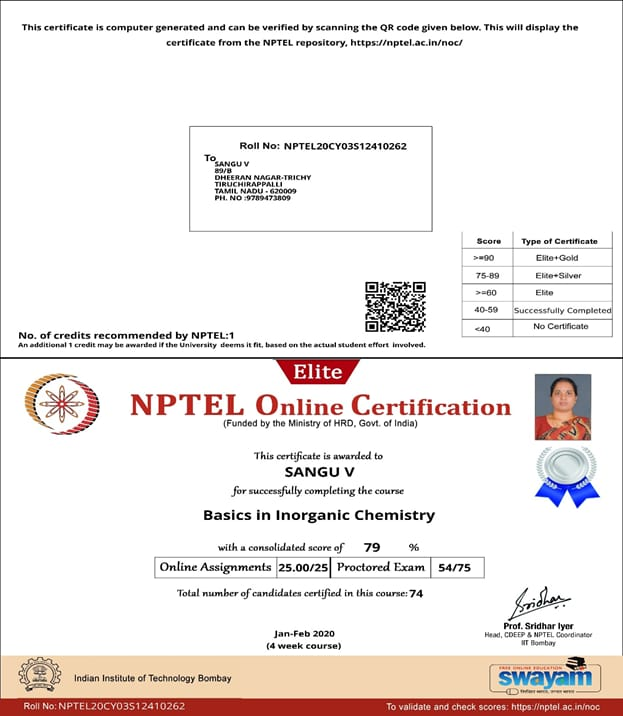 This certificate is computer generated and can be verified by scanning the QR code given below. This will display the
certificate from the NPTEL repository, https://nptel.ac.in/noc/
Roll No: NPTEL20CY03S12410262
To
SANGU V
89/B
DHEERAN NAGAR-TRICHY
TIRUCHIRAPPALLI
TAMIL NADU - 620009
PH. NO :9789473809
Score Type of Certificate
>=90 Elite+Gold
75-89 Elite+Silver
>=60 Elite
40-59 Successfully Completed
<40 No Certificate
No. of credits recommended by NPTEL:1
An additional 1 credit may be awarded if the University deems it fit, based on the actual student effort involved.
Elite
NPTEL Online Certification
(Funded by the Ministry of HRD, Govt. of India)
This certificate is awarded to
SANGU V
for successfully completing the course
Basics in Inorganic Chemistry
with a consolidated score of 79 %
Online Assignments 25.00/25 Proctored Exam 54/75
Total number of candidates certified in this course: 74
Sridhar
Prof. Sridhar Iyer
Head, CDEEP & NPTEL Coordinator
IIT Bombay
Jan-Feb 2020
(4 week course)
Indian Institute of Technology Bombay
FREE ONLINE EDUCATION
swayam
शिक्षित भारत, उन्नत भारत
Roll No: NPTEL20CY03S12410262
To validate and check scores: https://nptel.ac.in/noc